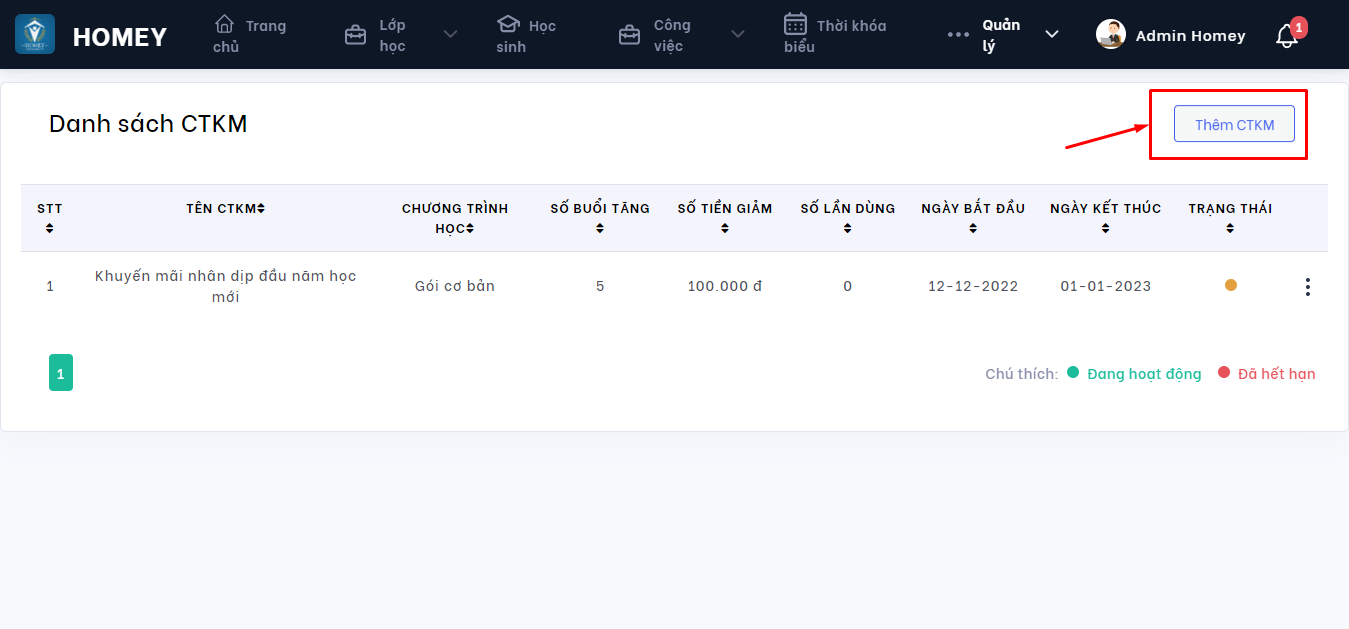 HOMEY
Trang
chủ
Lớp
học
Học
sinh
Công
việc
Thời khóa
biểu
Quản
lý
Admin Homey
1
Danh sách CTKM
Thêm CTKM
STT
TÊN CTKM
CHƯƠNG TRÌNH
HỌC
SỐ BUỔI TĂNG
SỐ TIỀN GIẢM
SỐ LẦN DÙNG
NGÀY BẮT ĐẦU
NGÀY KẾT THÚC
TRẠNG THÁI
1
Khuyến mãi nhân dịp đầu năm học
mới
Gói cơ bản
5
100.000 đ
0
12-12-2022
01-01-2023
1
Chú thích: Đang hoạt động Đã hết hạn